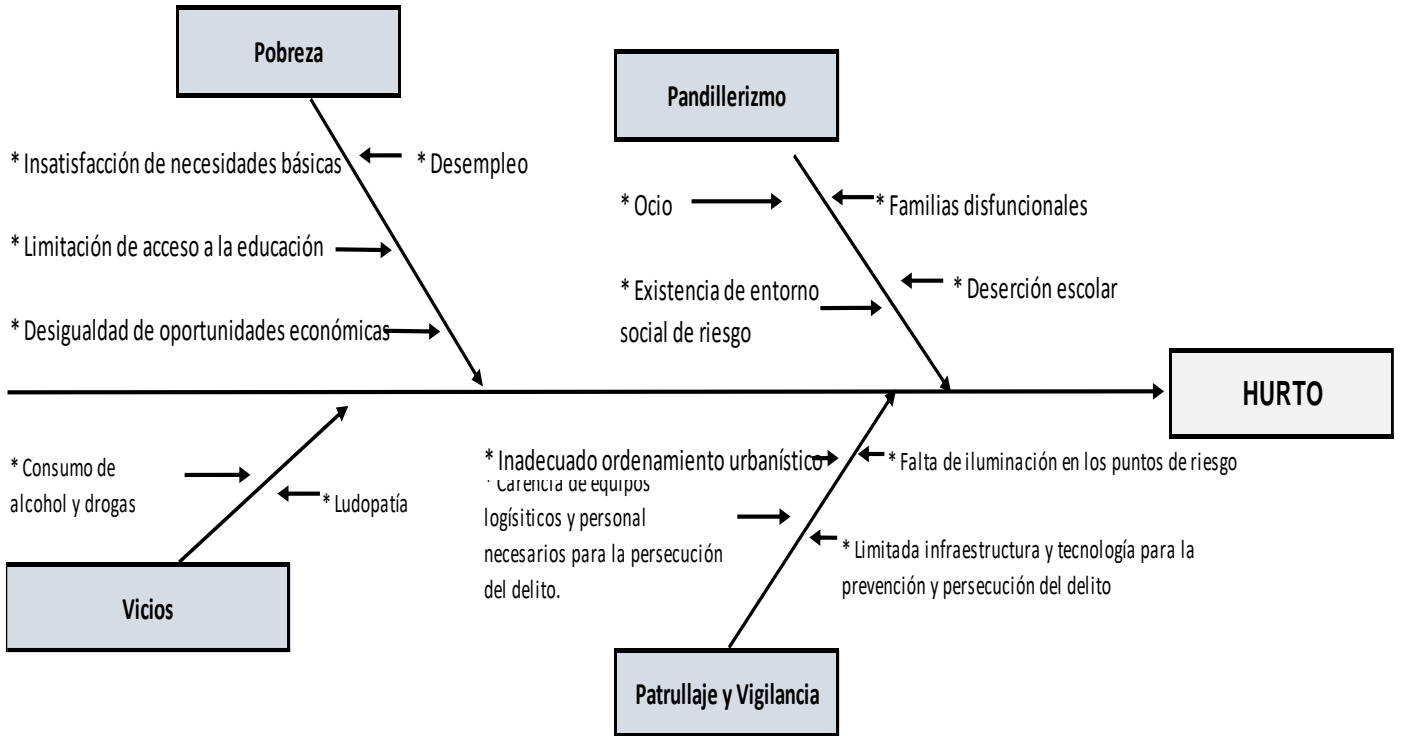 Pobreza
Pandillerizmo
* Insatisfacción de necesidades básicas
* Desempleo
* Ocio
* Familias disfuncionales
* Limitación de acceso a la educación
* Existencia de entorno
social de riesgo
* Deserción escolar
* Desigualdad de oportunidades económicas
HURTO
* Consumo de
alcohol y drogas
* Ludopatía
* Inadecuado ordenamiento urbanístico
* Falta de iluminación en los puntos de riesgo
* Carencia de equipos
logísiticos y personal
necesarios para la persecución
del delito.
* Limitada infraestructura y tecnología para la
prevención y persecución del delito
Vicios
Patrullaje y Vigilancia